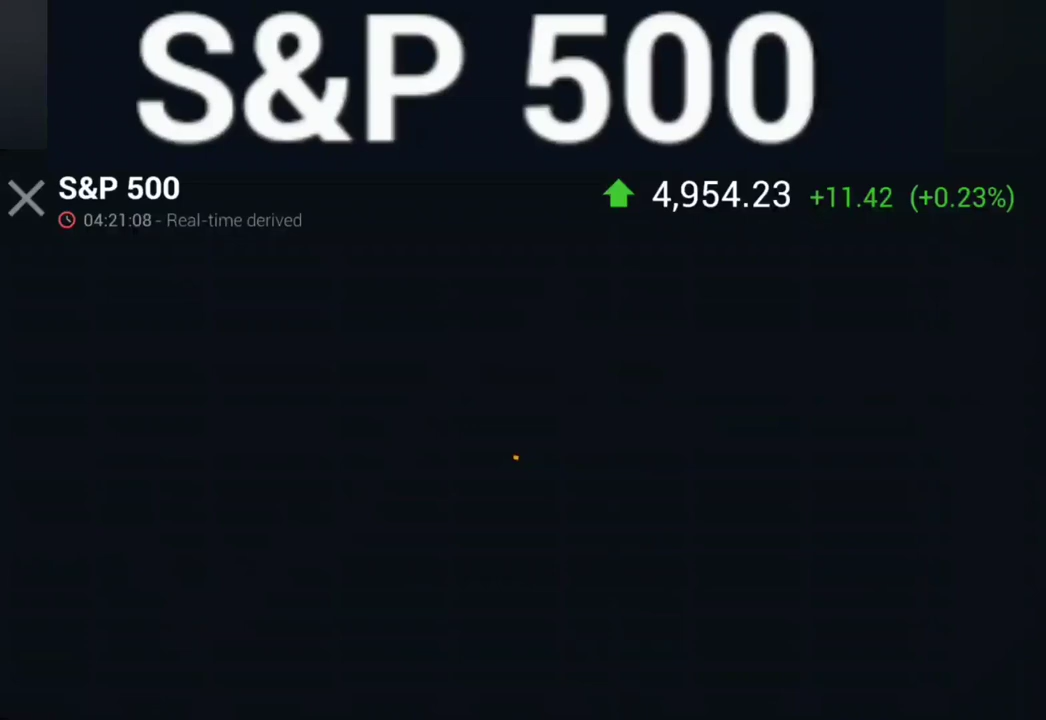 S&P 500
S&P 500
4,954.23 +11.42 (+0.23%)
04:21:08 - Real-time derived